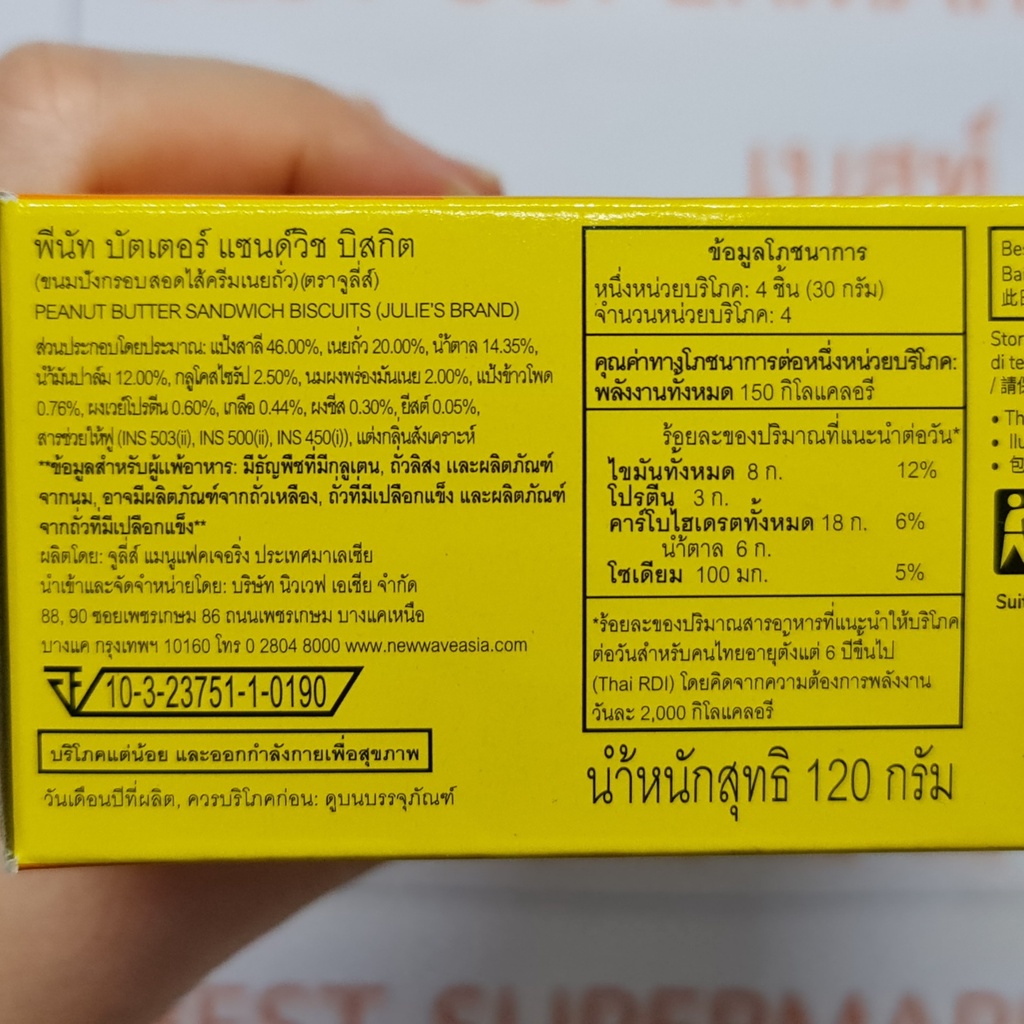 เบสท์
พีนัท บัตเตอร์ แซนด์วิช บิสกิต
(ขนมปังกรอบสอดไส้ครีมเนยถั่ว)(ตราจูลี่ส์)
PEANUT BUTTER SANDWICH BISCUITS (JULIE'S BRAND)
ส่วนประกอบโดยประมาณ: แป้งสาลี 46.00%, เนยถั่ว 20.00%, น้ำตาล 14.35%,
น้ำมันปาล์ม 12.00%, กลูโคสไซรัป 2.50%, นมผงพร่องมันเนย 2.00%, แป้งข้าวโพด
0.76%, ผงเวย์โปรตีน 0.60%, เกลือ 0.44%, ผงชีส 0.30%, ยีสต์ 0.05%,
สารช่วยให้ฟู (INS 503(ii), INS 500(ii), INS 450(i)), แต่งกลิ่นสังเคราะห์
**ข้อมูลสำหรับผู้แพ้อาหาร: มีธัญพืชที่มีกลูเตน, ถั่วลิสง และผลิตภัณฑ์
จากนม, อาจมีผลิตภัณฑ์จากถั่วเหลือง, ถั่วที่มีเปลือกแข็ง และผลิตภัณฑ์
จากถั่วที่มีเปลือกแข็ง**
ผลิตโดย: จูลี่ส์ แมนูแฟคเจอริ่ง ประเทศมาเลเซีย
นำเข้าและจัดจำหน่ายโดย: บริษัท นิวเวฟ เอเชีย จำกัด
88, 90 ซอยเพชรเกษม 86 ถนนเพชรเกษม บางแคเหนือ
บางแค กรุงเทพฯ 10160 โทร 0 2804 8000 www.newwaveasia.com
10-3-23751-1-0190
บริโภคแต่น้อย และออกกำลังกายเพื่อสุขภาพ
วันเดือนปีที่ผลิต, ควรบริโภคก่อน: ดูบนบรรจุภัณฑ์
ข้อมูลโภชนาการ
หนึ่งหน่วยบริโภค: 4 ชิ้น (30 กรัม)
จำนวนหน่วยบริโภค: 4
คุณค่าทางโภชนาการต่อหนึ่งหน่วยบริโภค:
พลังงานทั้งหมด 150 กิโลแคลอรี
ร้อยละของปริมาณที่แนะนำต่อวัน*
ไขมันทั้งหมด 8 ก. 12%
โปรตีน 3 ก.
คาร์โบไฮเดรตทั้งหมด 18 ก. 6%
น้ำตาล 6 ก.
โซเดียม 100 มก. 5%
*ร้อยละของปริมาณสารอาหารที่แนะนำให้บริโภค
ต่อวันสำหรับคนไทยอายุตั้งแต่ 6 ปีขึ้นไป
(Thai RDI) โดยคิดจากความต้องการพลังงาน
วันละ 2,000 กิโลแคลอรี
น้ำหนักสุทธิ 120 กรัม